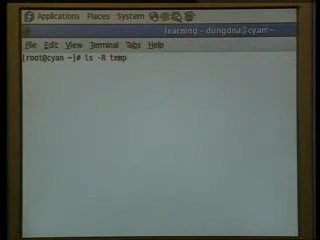 Applications Places System
learning - dungdna@cyan:~
File Edit View Terminal Tabs Help
[root@cyan ~]# ls -R temp